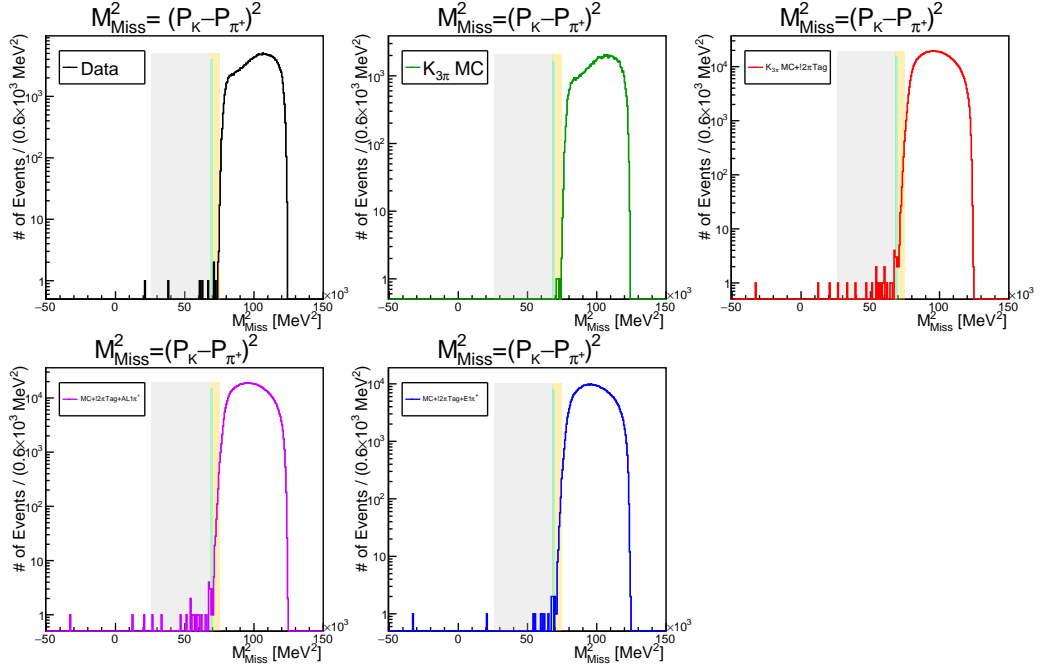 M²Miss= (PK−Pπ+)²
# of Events / (0.6×10³ MeV²)
Data
10³
10²
10
1
−50 0 50 100 150
×10³
M²Miss [MeV²]
M²Miss= (PK−Pπ+)²
# of Events / (0.6×10³ MeV²)
K3π MC
10³
10²
10
1
−50 0 50 100 150
×10³
M²Miss [MeV²]
M²Miss=(PK−Pπ+)²
# of Events / (0.6×10³ MeV²)
K3π MC+!2πTag
10⁴
10³
10²
10
1
−50 0 50 100 150
×10³
M²Miss [MeV²]
M²Miss=(PK−Pπ+)²
# of Events / (0.6×10³ MeV²)
MC+!2πTag+AL1π⁺
10⁴
10³
10²
10
1
−50 0 50 100 150
×10³
M²Miss [MeV²]
M²Miss=(PK−Pπ+)²
# of Events / (0.6×10³ MeV²)
MC+!2πTag+E1π⁺
10⁴
10³
10²
10
1
−50 0 50 100 150
×10³
M²Miss [MeV²]